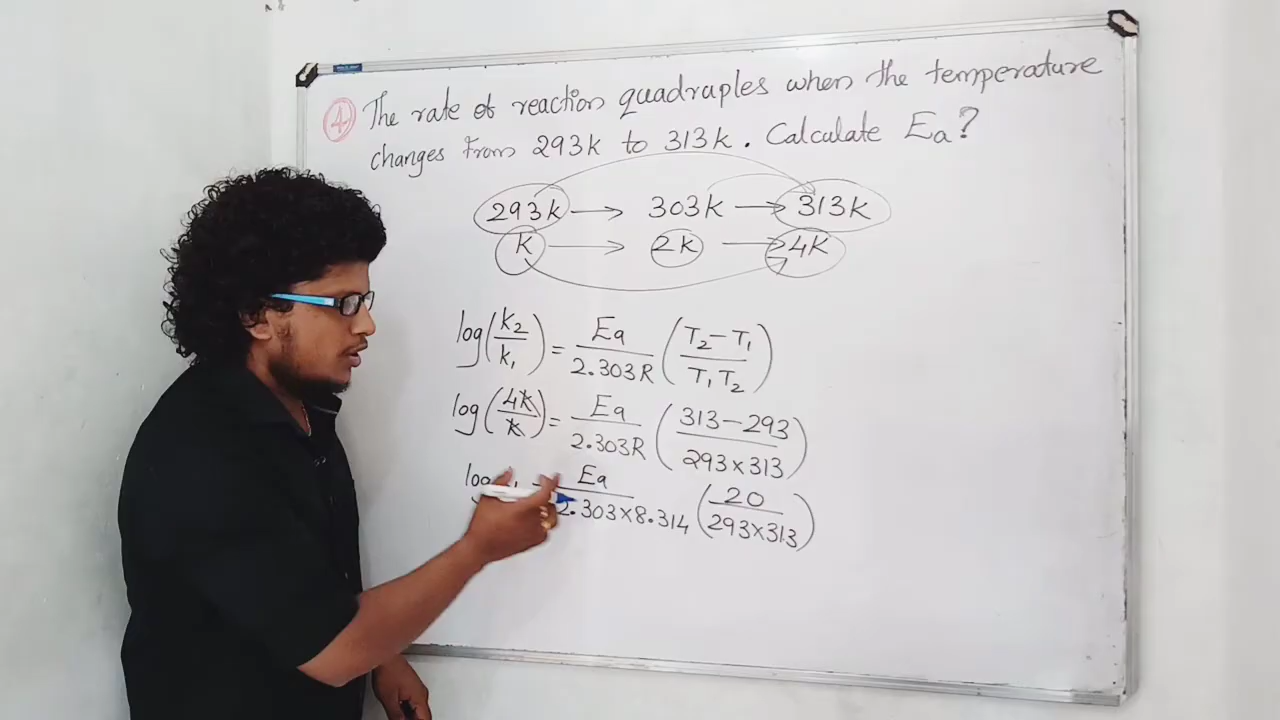 4 The rate of reaction quadruples when the temperature
changes from 293k to 313k. Calculate Ea?
293k → 303k → 313k
k → 2k → 4k
log(k2/k1) = Ea/2.303R (T2-T1/T1T2)
log(4k/k) = Ea/2.303R (313-293/293×313)
Ea/2.303×8.314 (20/293×313)